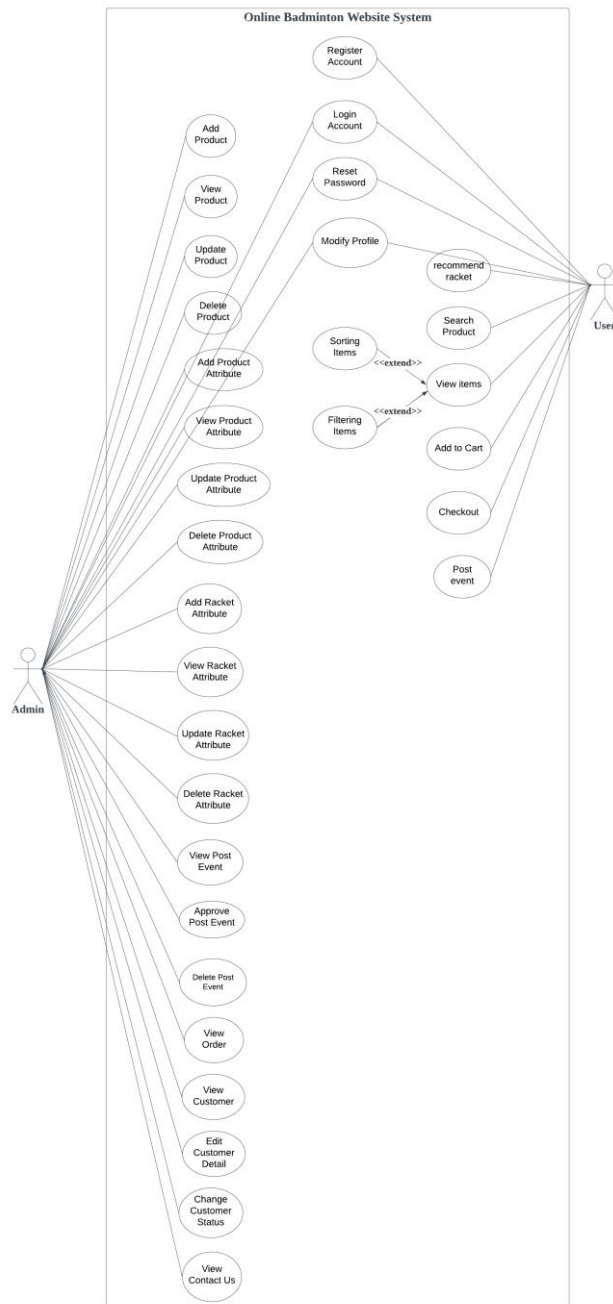 Online Badminton Website System
Register
Account
Login
Account
Add
Product
Reset
Password
View
Product
Modify Profile
Update
Product
recommend
racket
User
Delete
Product
Search
Product
Sorting
Items
<<extend>>
Add Product
Attribute
View items
<<extend>>
View Product
Attribute
Filtering
Items
Add to Cart
Update Product
Attribute
Checkout
Delete Product
Attribute
Post
event
Add Racket
Attribute
View Racket
Attribute
Admin
Update Racket
Attribute
Delete Racket
Attribute
View Post
Event
Approve
Post Event
Delete Post
Event
View
Order
View
Customer
Edit
Customer
Detail
Change
Customer
Status
View
Contact Us